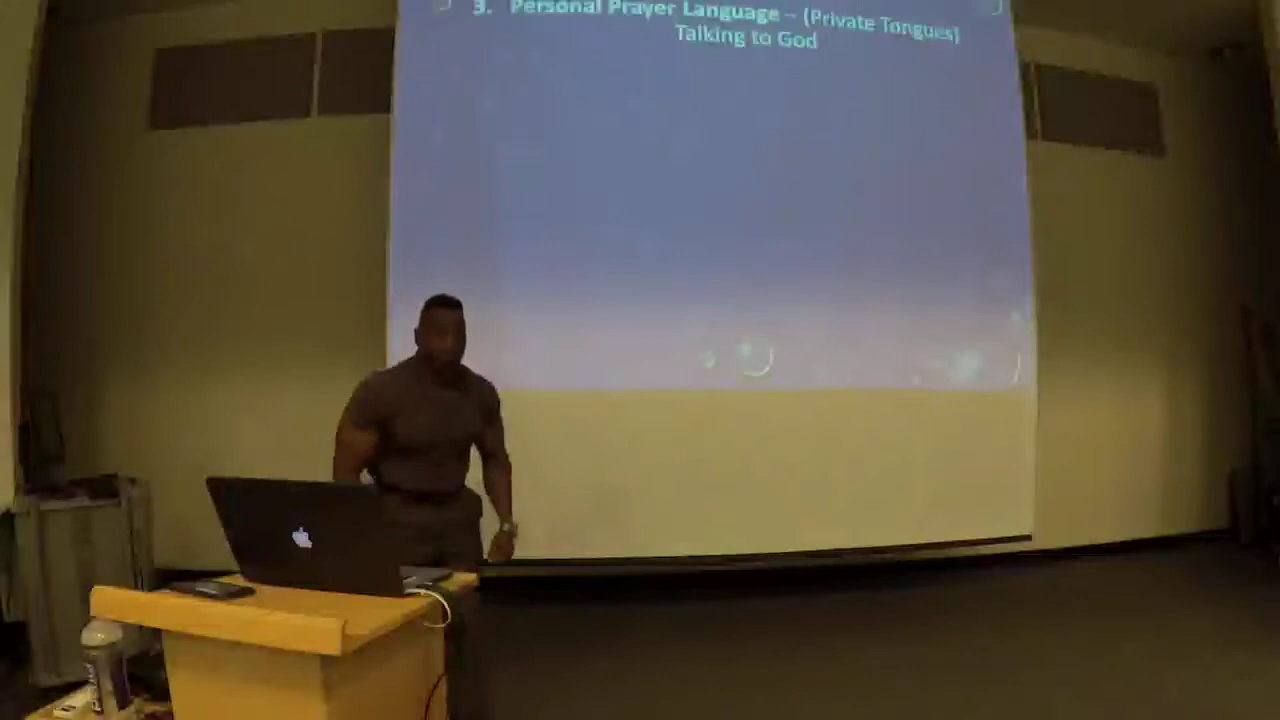 3. Personal Prayer Language – (Private Tongues)
Talking to God